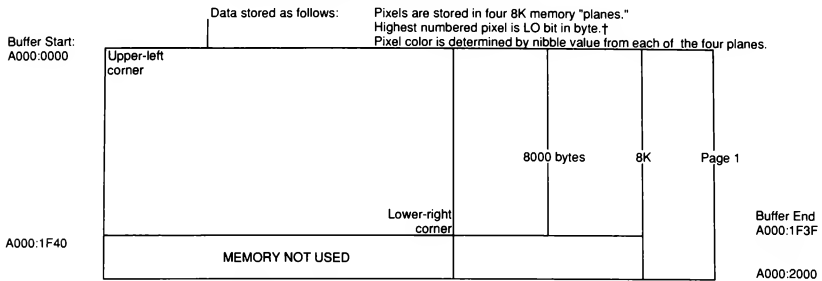 Data stored as follows:
Pixels are stored in four 8K memory "planes."
Highest numbered pixel is LO bit in byte.†
Pixel color is determined by nibble value from each of the four planes.
Buffer Start:
A000:0000
Upper-left
corner
8000 bytes
8K
Page 1
Lower-right
corner
Buffer End
A000:1F3F
A000:1F40
MEMORY NOT USED
A000:2000